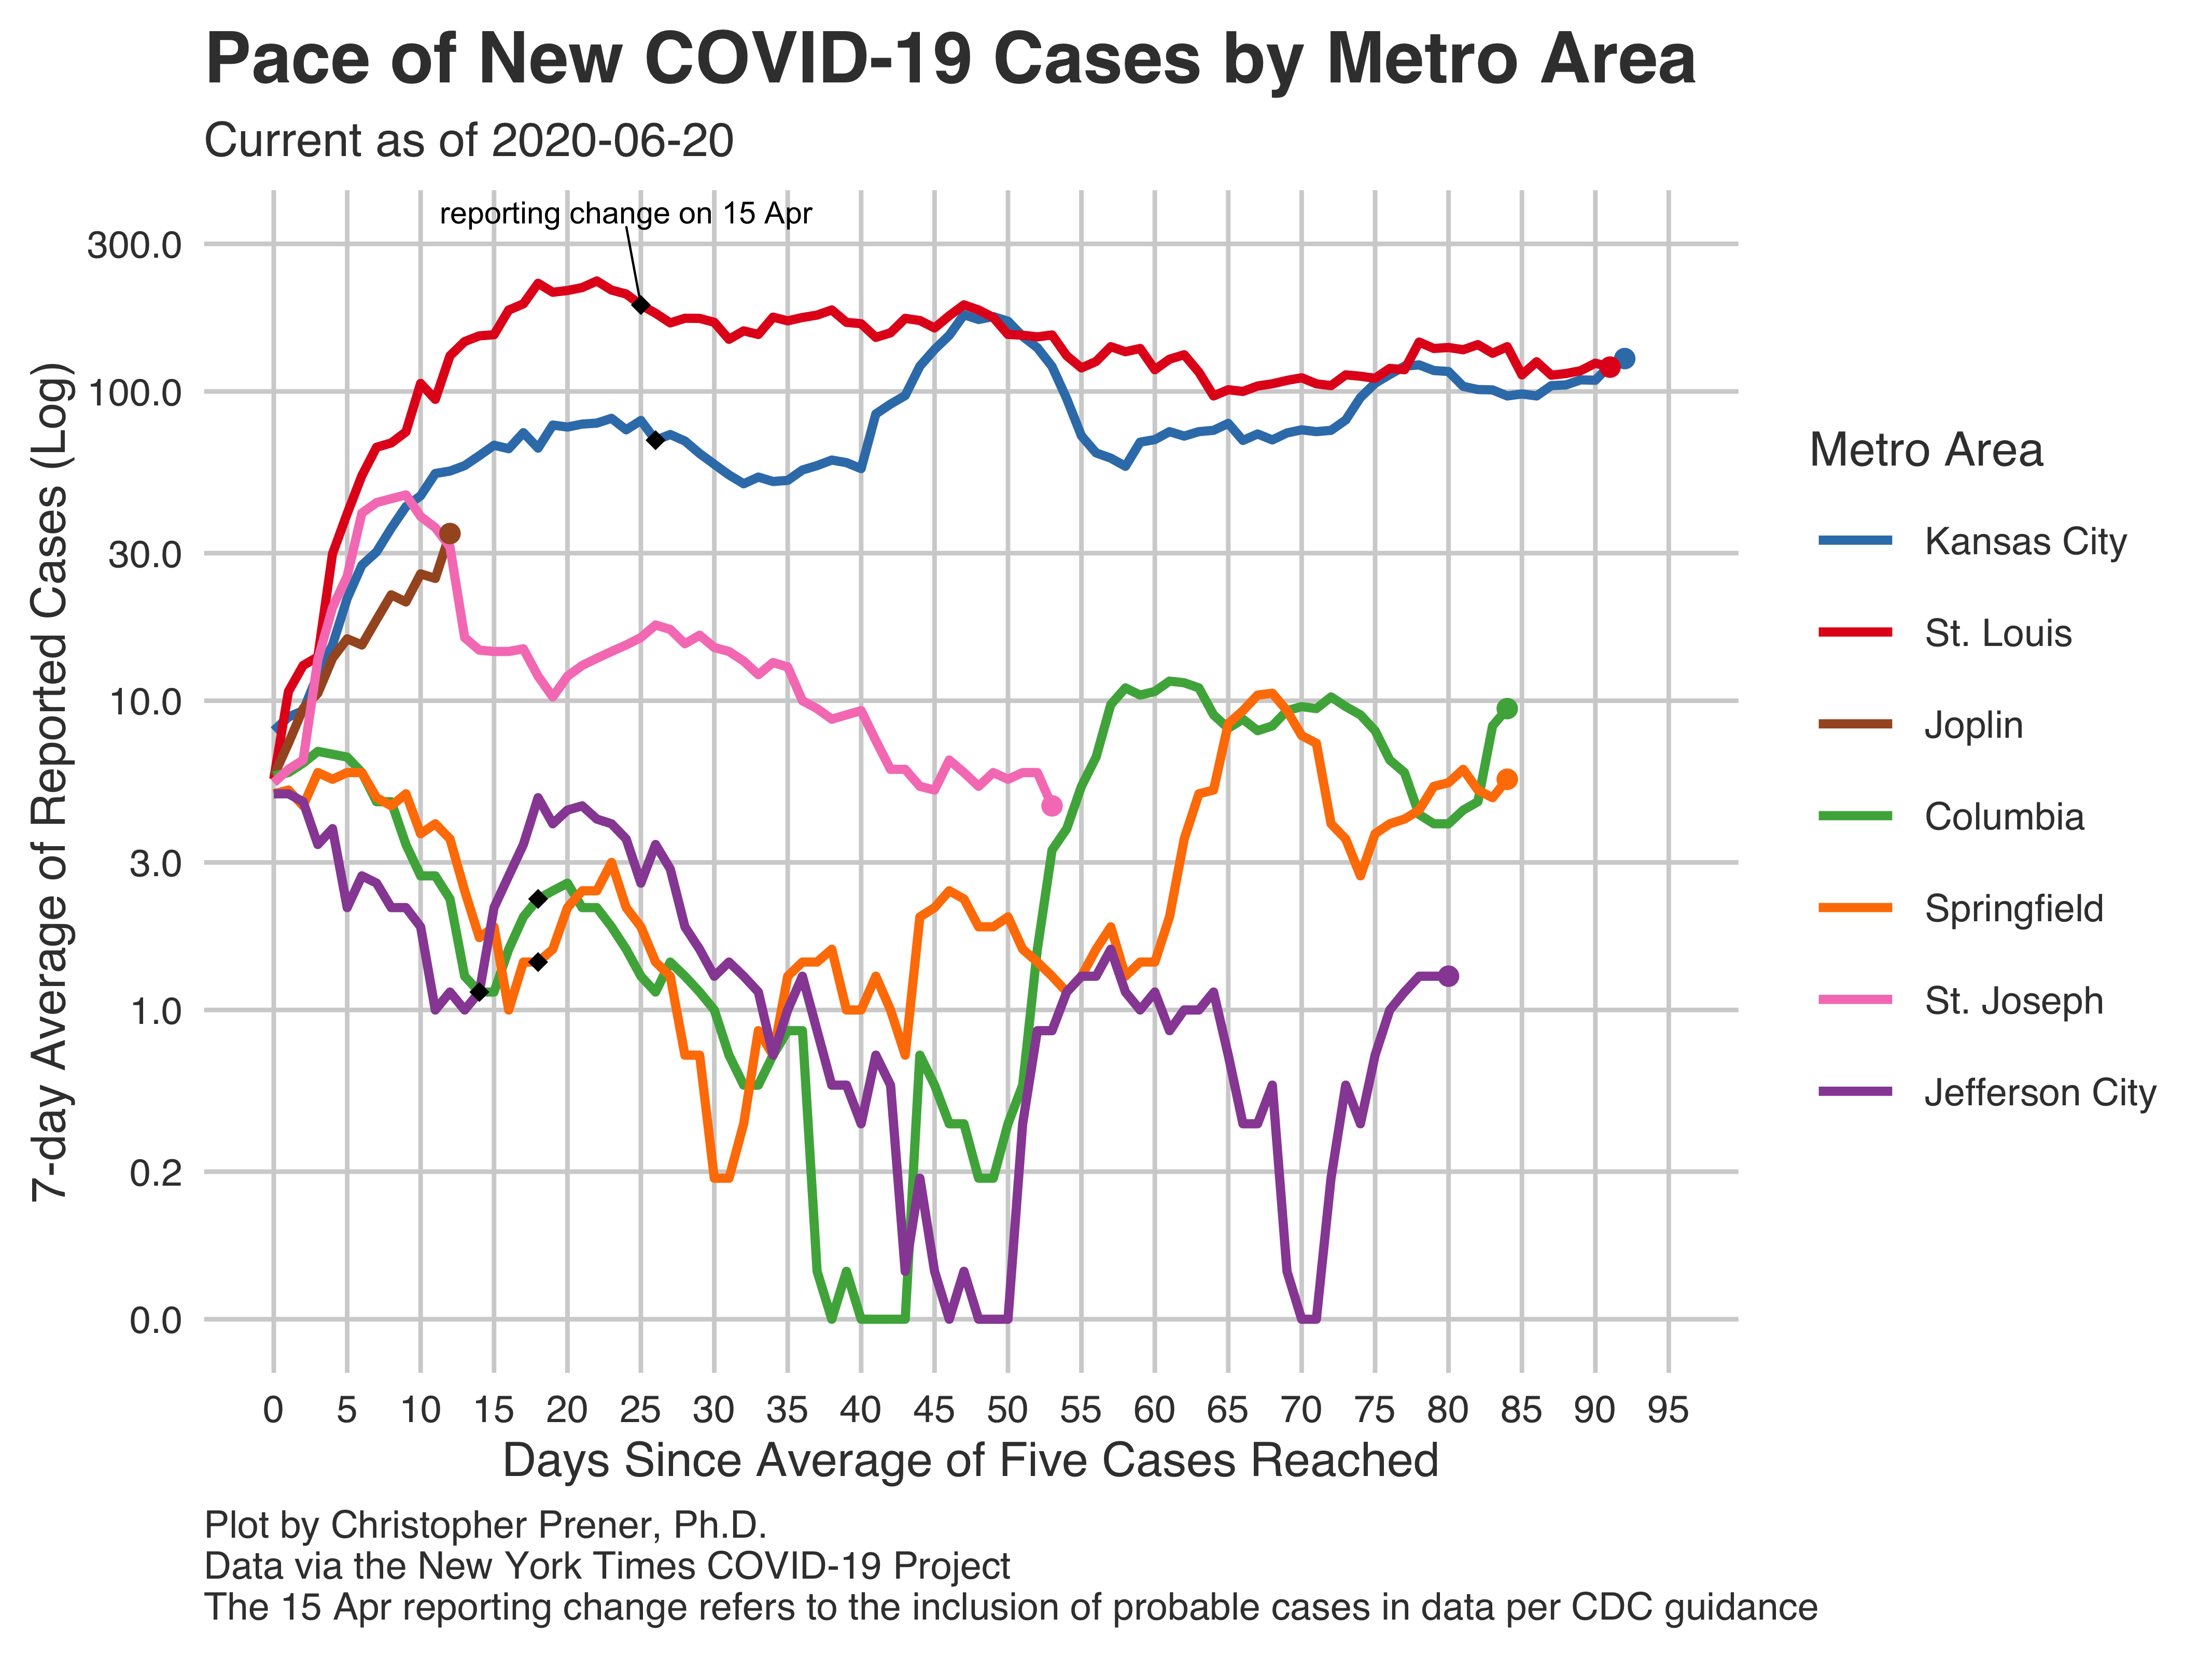 Pace of New COVID-19 Cases by Metro Area
Current as of 2020-06-20
reporting change on 15 Apr
7-day Average of Reported Cases (Log)
300.0
100.0
30.0
10.0
3.0
1.0
0.2
0.0
0 5 10 15 20 25 30 35 40 45 50 55 60 65 70 75 80 85 90 95
Days Since Average of Five Cases Reached
Metro Area
Kansas City
St. Louis
Joplin
Columbia
Springfield
St. Joseph
Jefferson City
Plot by Christopher Prener, Ph.D.
Data via the New York Times COVID-19 Project
The 15 Apr reporting change refers to the inclusion of probable cases in data per CDC guidance